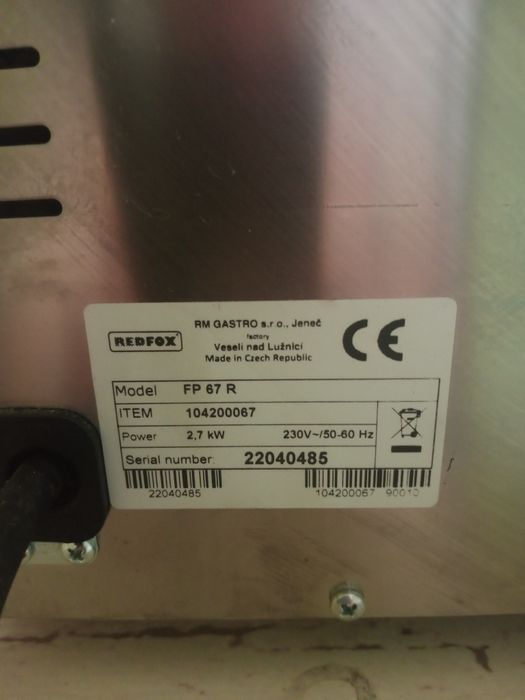 REDFOX
RM GASTRO s.r.o., Jeneč
factory
Veselí nad Lužnicí
Made in Czech Republic
CE
Model FP 67 R
ITEM 104200067
Power 2,7 kW 230V~/50-60 Hz
Serial number: 22040485
22040485 104200067 90010